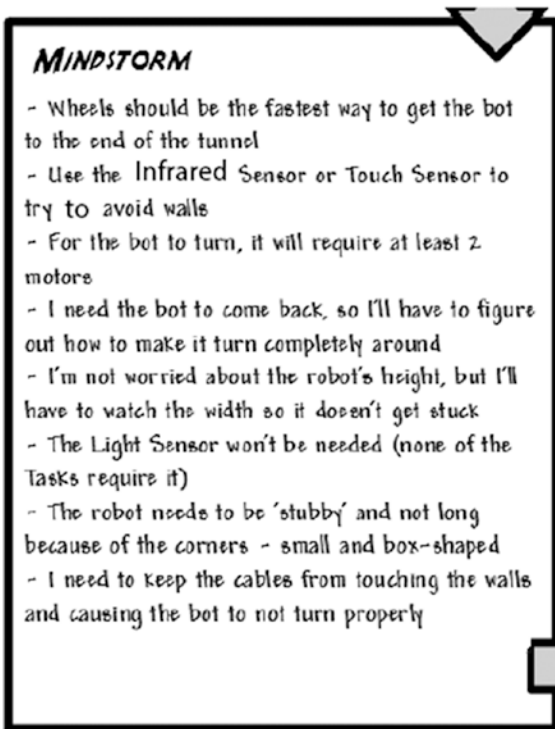 MINDSTORM
- Wheels should be the fastest way to get the bot
to the end of the tunnel
- Use the Infrared Sensor or Touch Sensor to
try to avoid walls
- For the bot to turn, it will require at least 2
motors
- I need the bot to come back, so I'll have to figure
out how to make it turn completely around
- I'm not worried about the robot's height, but I'll
have to watch the width so it doesn't get stuck
- The Light Sensor won't be needed (none of the
Tasks require it)
- The robot needs to be 'stubby' and not long
because of the corners - small and box-shaped
- I need to keep the cables from touching the walls
and causing the bot to not turn properly